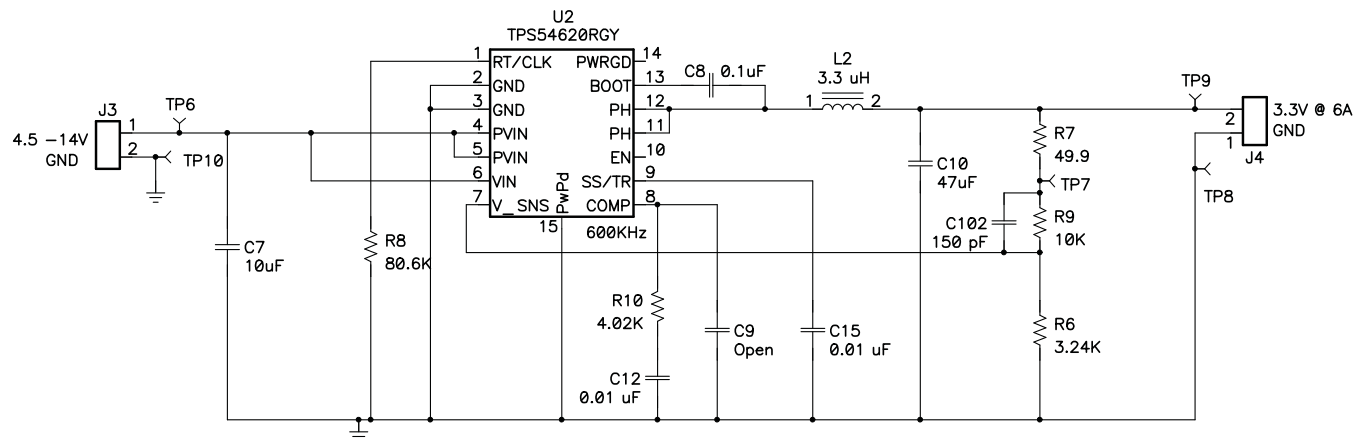 U2
TPS54620RGY
1 RT/CLK PWRGD 14
2 GND BOOT 13
3 GND PH 12
4 PVIN PH 11
5 PVIN EN 10
6 VIN SS/TR 9
7 V_SNS COMP 8
PwPd
15
600KHz
J3
1
2
4.5 -14V
GND
TP6
TP10
C7
10uF
R8
80.6K
C8 0.1uF
L2
3.3 uH
1 2
R10
4.02K
C12
0.01 uF
C9
Open
C15
0.01 uF
C10
47uF
R7
49.9
TP7
C102
150 pF
R9
10K
R6
3.24K
TP9
3.3V @ 6A
2
GND
1
J4
TP8